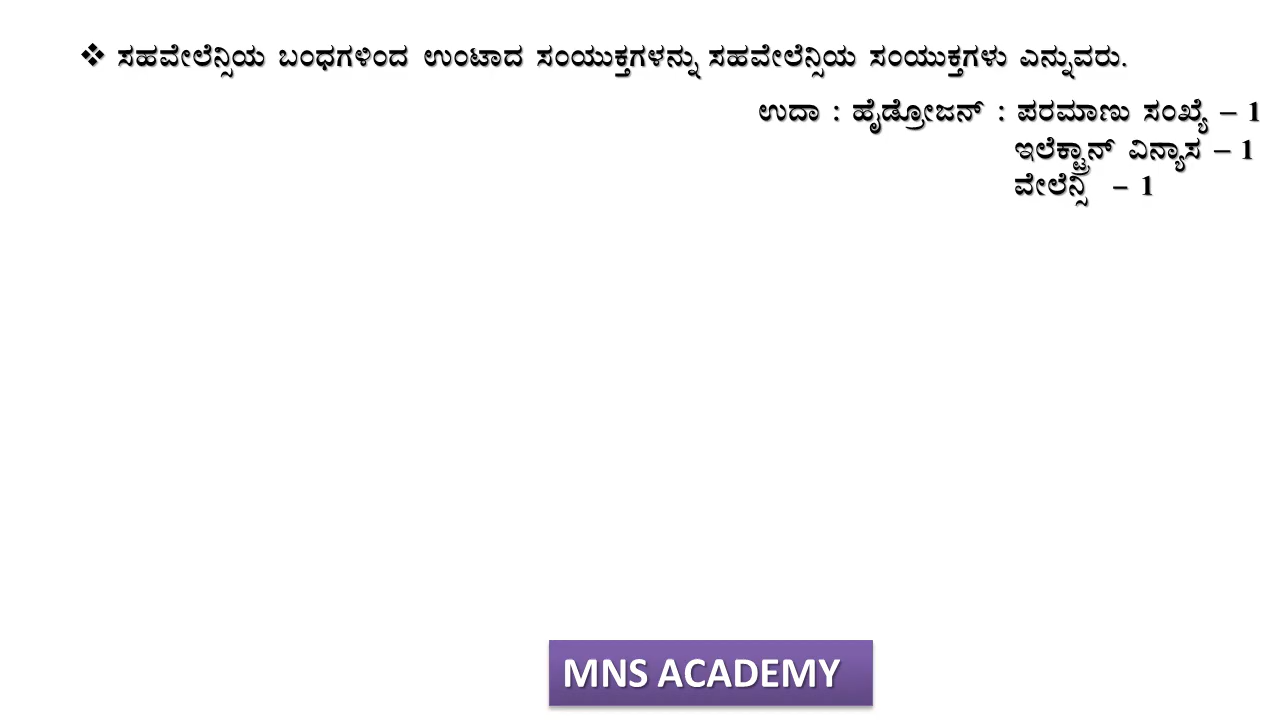 ❖ ಸಹವೇಲೆನ್ಸಿಯ ಬಂಧಗಳಿಂದ ಉಂಟಾದ ಸಂಯುಕ್ತಗಳನ್ನು ಸಹವೇಲೆನ್ಸಿಯ ಸಂಯುಕ್ತಗಳು ಎನ್ನುವರು.
ಉದಾ : ಹೈಡ್ರೋಜನ್ : ಪರಮಾಣು ಸಂಖ್ಯೆ – 1
ಇಲೆಕ್ಟ್ರಾನ್ ವಿನ್ಯಾಸ – 1
ವೇಲೆನ್ಸಿ – 1
MNS ACADEMY